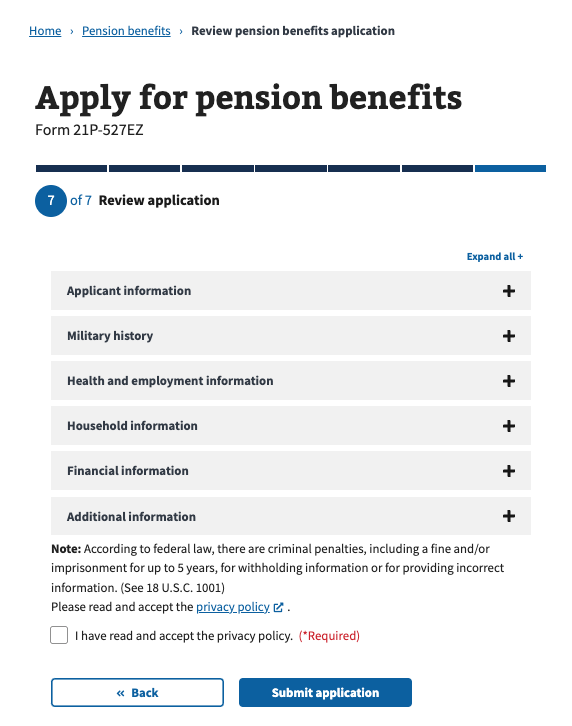 Home › Pension benefits › Review pension benefits application
Apply for pension benefits
Form 21P-527EZ
7 of 7 Review application
Expand all +
Applicant information
Military history
Health and employment information
Household information
Financial information
Additional information
Note: According to federal law, there are criminal penalties, including a fine and/or
imprisonment for up to 5 years, for withholding information or for providing incorrect
information. (See 18 U.S.C. 1001)
Please read and accept the privacy policy .
I have read and accept the privacy policy. (*Required)
« Back
Submit application